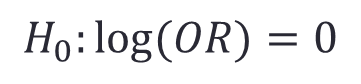 H₀: log(OR) = 0